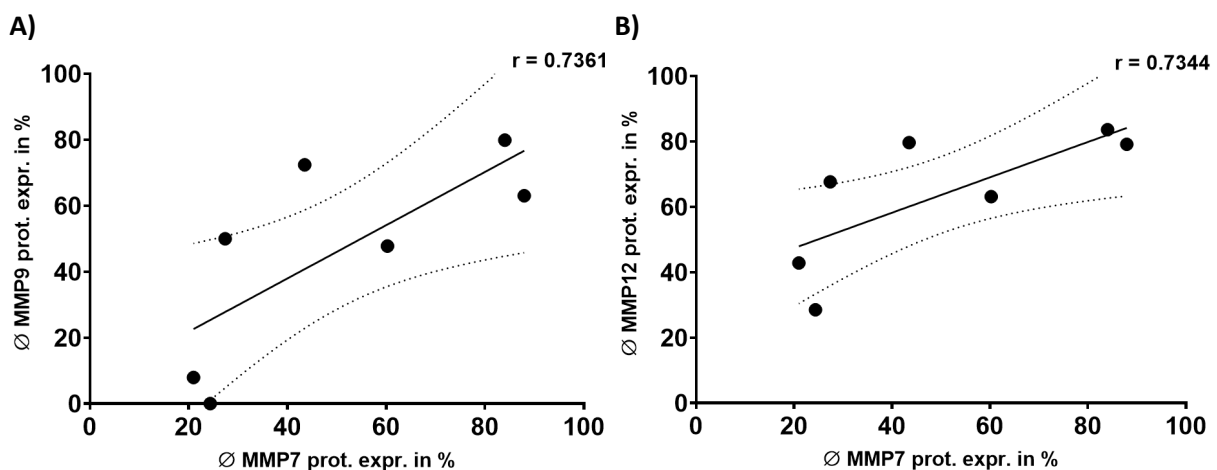 A)
r = 0.7361
100
80
60
40
20
0
∅ MMP9 prot. expr. in %
0 20 40 60 80 100
∅ MMP7 prot. expr. in %
B)
r = 0.7344
100
80
60
40
20
0
∅ MMP12 prot. expr. in %
0 20 40 60 80 100
∅ MMP7 prot. expr. in %